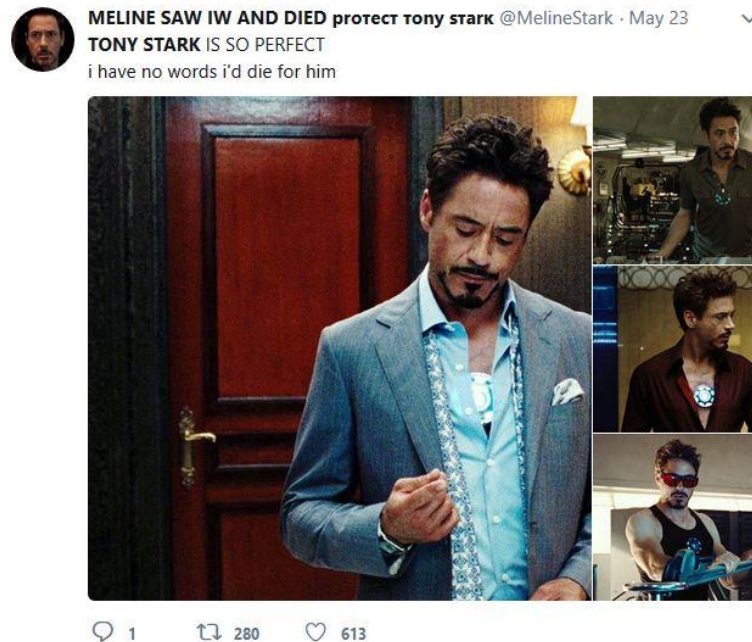 MELINE SAW IW AND DIED protect тony ѕтarĸ @MelineStark · May 23
TONY STARK IS SO PERFECT
i have no words i'd die for him
1 280 613